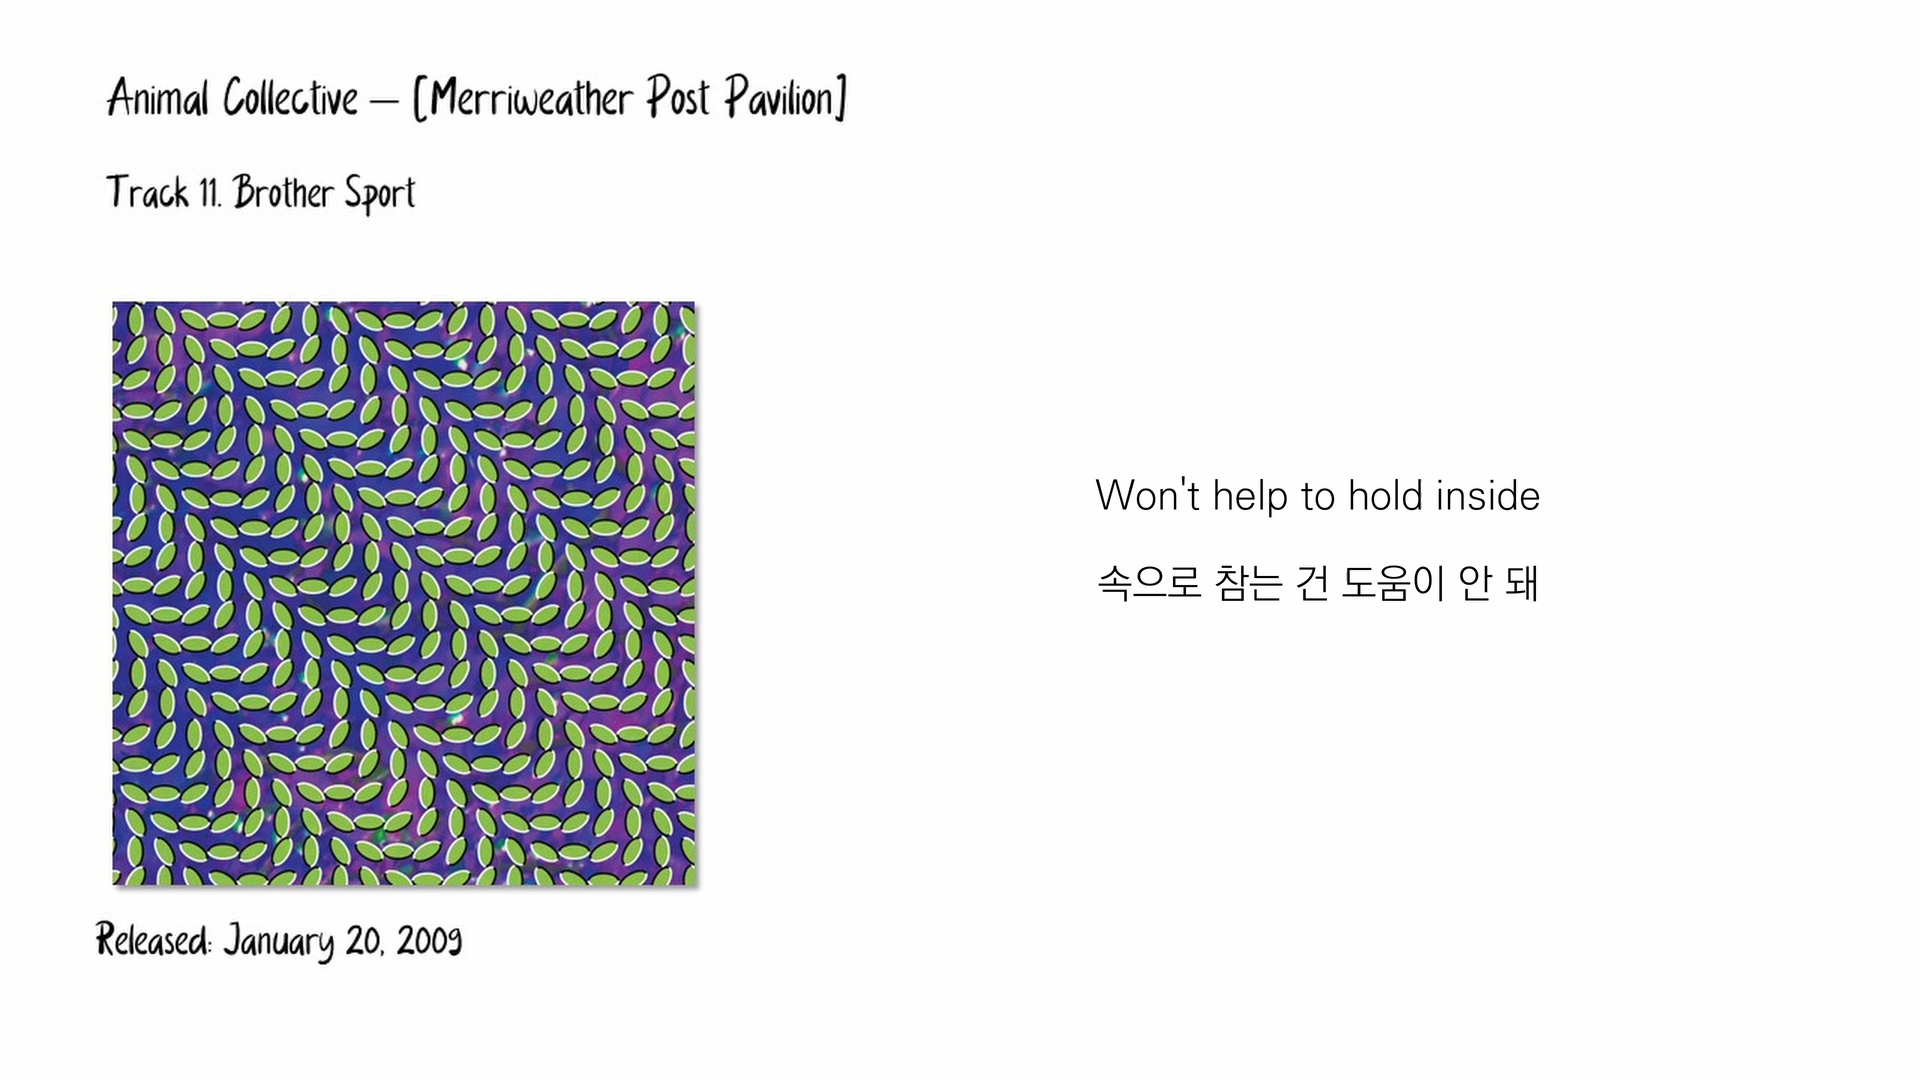 Animal Collective – [Merriweather Post Pavilion]
Track 11. Brother Sport
Won't help to hold inside
속으로 참는 건 도움이 안 돼
Released: January 20, 2009